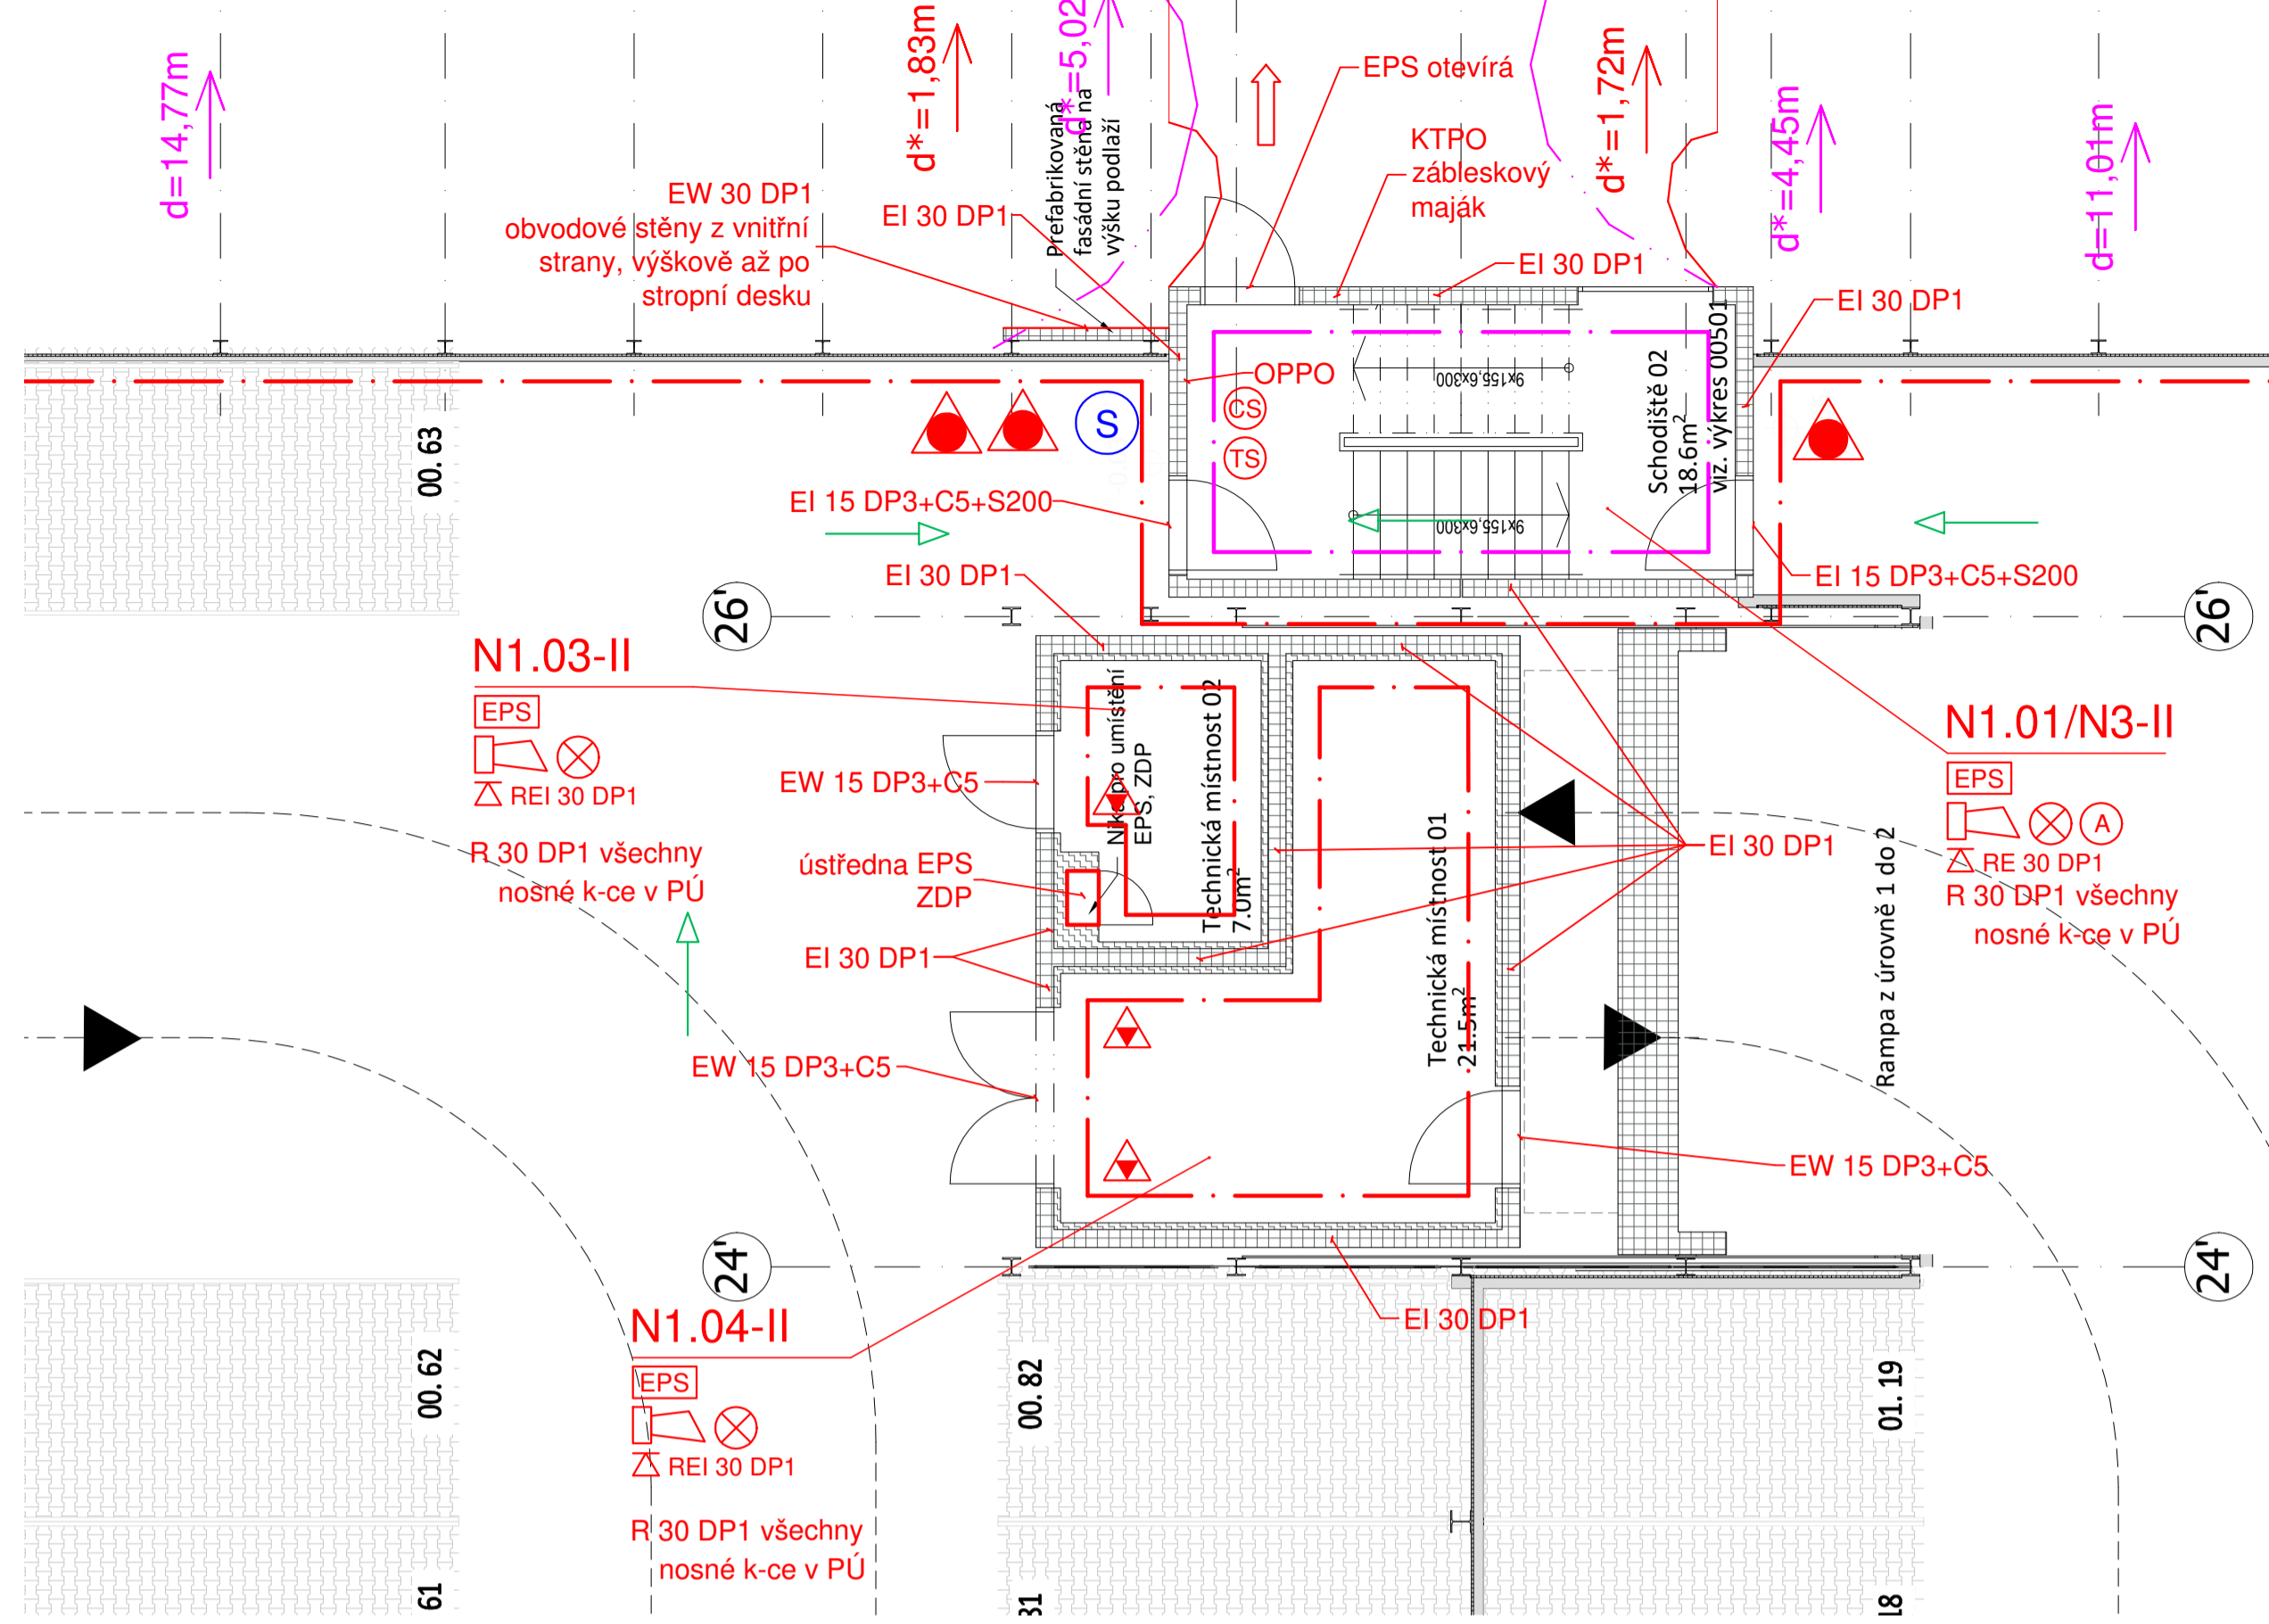 d=14,77m
d*=1,83m
d*=5,02
Prefabrikovaná
fasádní stěna na
výšku podlaží
EPS otevírá
KTPO
zábleskový
maják
d*=1,72m
d*=4,45m
d=11,01m
EW 30 DP1
obvodové stěny z vnitřní
strany, výškově až po
stropní desku
EI 30 DP1
EI 30 DP1
EI 30 DP1
OPPO
CS
TS
S
9x155,6x300
9x155,6x300
Schodiště 02
18.6m²
viz. výkres 00501
00.63
EI 15 DP3+C5+S200
EI 15 DP3+C5+S200
EI 30 DP1
26'
26'
N1.03-II
EPS
REI 30 DP1
R 30 DP1 všechny
nosné k-ce v PÚ
EW 15 DP3+C5
ústředna EPS
ZDP
EI 30 DP1
EW 15 DP3+C5
Nika pro umístění
EPS, ZDP
Technická místnost 02
7.0m²
Technická místnost 01
21.5m²
EI 30 DP1
N1.01/N3-II
EPS
A
RE 30 DP1
R 30 DP1 všechny
nosné k-ce v PÚ
Rampa z úrovně 1 do 2
EW 15 DP3+C5
24'
24'
EI 30 DP1
N1.04-II
EPS
REI 30 DP1
R 30 DP1 všechny
nosné k-ce v PÚ
00.62
00.82
01.19
61
81
18